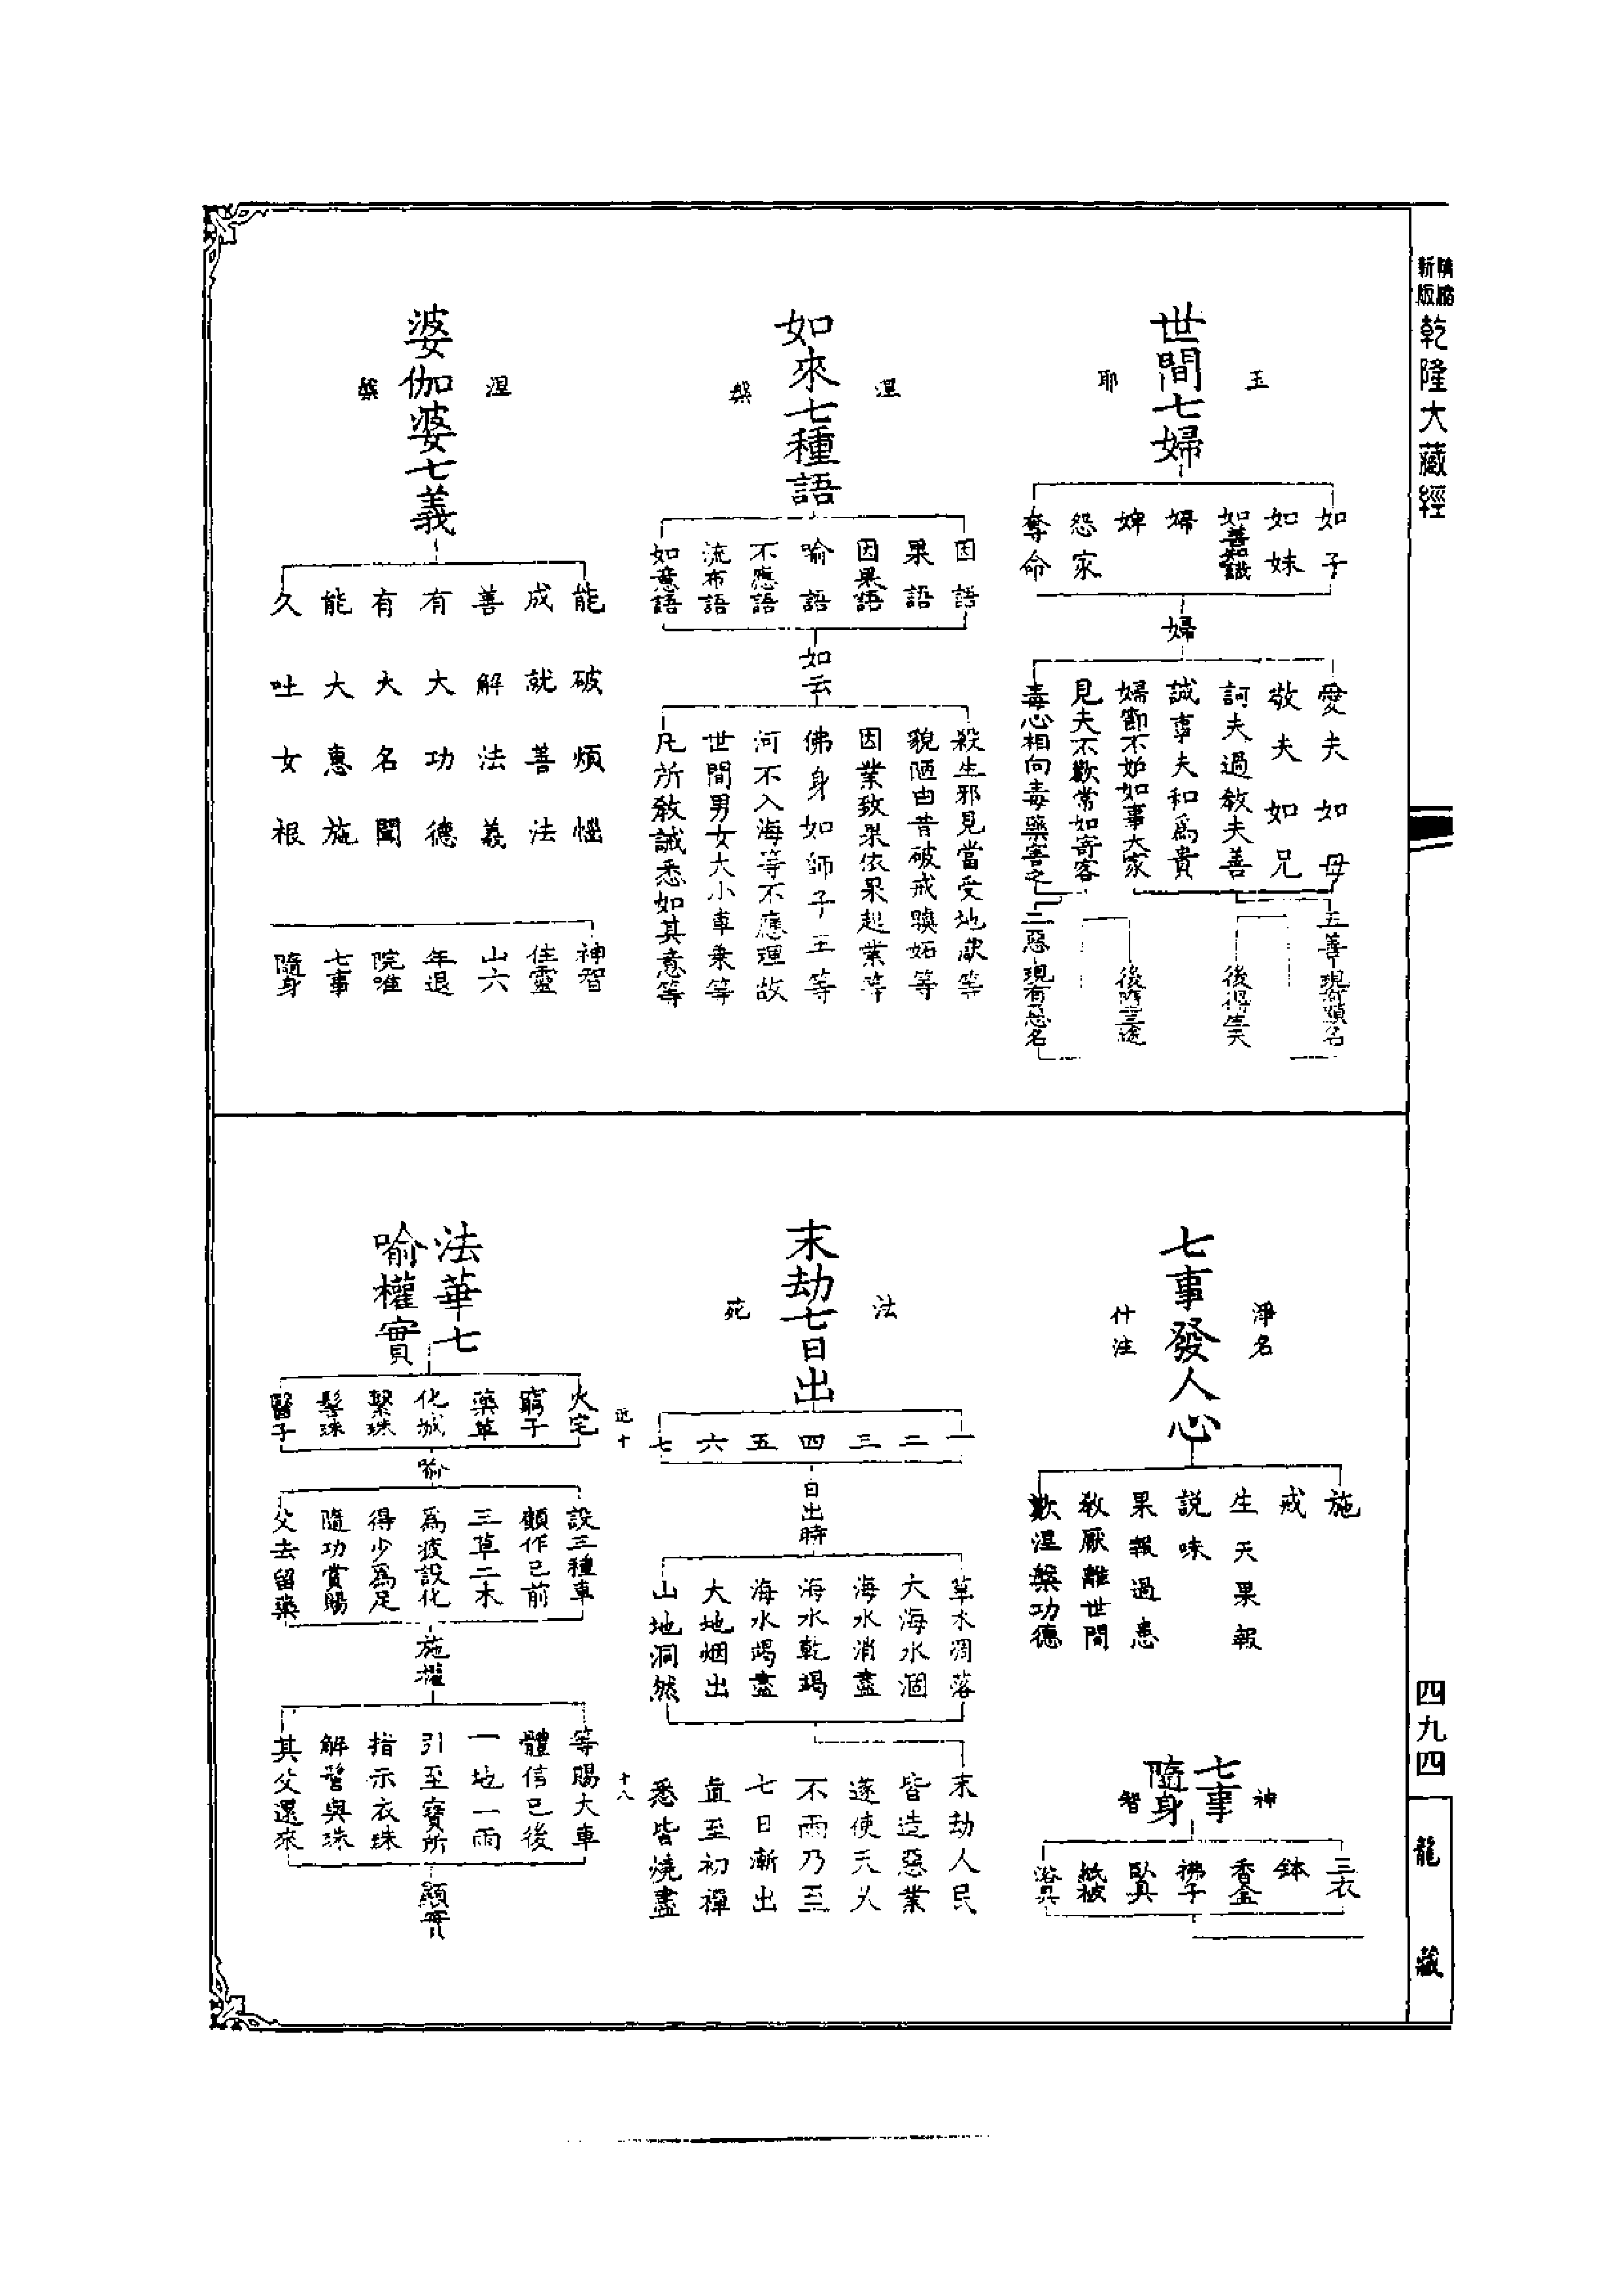 新版
精縮
乾隆大藏經
四九四
龍藏
世間七婦
玉
耶
如子
如妹
如善知識
婦
婢
怨家
奪命
婦
愛夫如母
敬夫如兄
訶夫過教夫善
誠事夫和為貴
婦節不妒如事大家
見夫不歡常如寄客
毒心相向毒藥害之
五善
後得生天
後墮三途
二惡
現有惡名
如來七種語
涅
槃
因語
果語
因果語
喻語
不應語
流布語
如意語
如云
殺生邪見當受地獄等
貌陋由昔破戒瞋妬等
因業致果依果起業等
佛身如師子王等
河不入海等不應理故
世間男女大小車乗等
凡所教誡悉如其意等
婆伽婆七義
涅
槃
能破煩惱
成就善法
善解法義
有大功德
有大名聞
能大惠施
久吐女根
神智
住靈
山六
年退
院唯
七事
隨身
七事發人心
淨名
什注
施
戒
生天果報
説味
果報過患
教厭離世間
歎涅槃功德
七事
隨身
神
智
三衣
鉢
香盒
拂子
臥具
紙被
浴具
末劫七日出
法
苑
一
二
三
四
五
六
七
日出時
草木凋落
大海水涸
海水消盡
海水乾竭
海水竭盡
大地烟出
山地洞然
末劫人民
皆造惡業
遂使天火
不雨乃至
七日漸出
直至初禪
悉皆燒盡
十八
法華七
喻權實
火宅
窮子
藥草
化城
繫珠
髻珠
醫子
喻
設三種車
顧作已前
三草二木
為疲設化
得少為足
隨功賞賜
父去留藥
施權
等賜大車
體信已後
一地一雨
引至寶所
指示衣珠
解髻與珠
其父還來
顯實